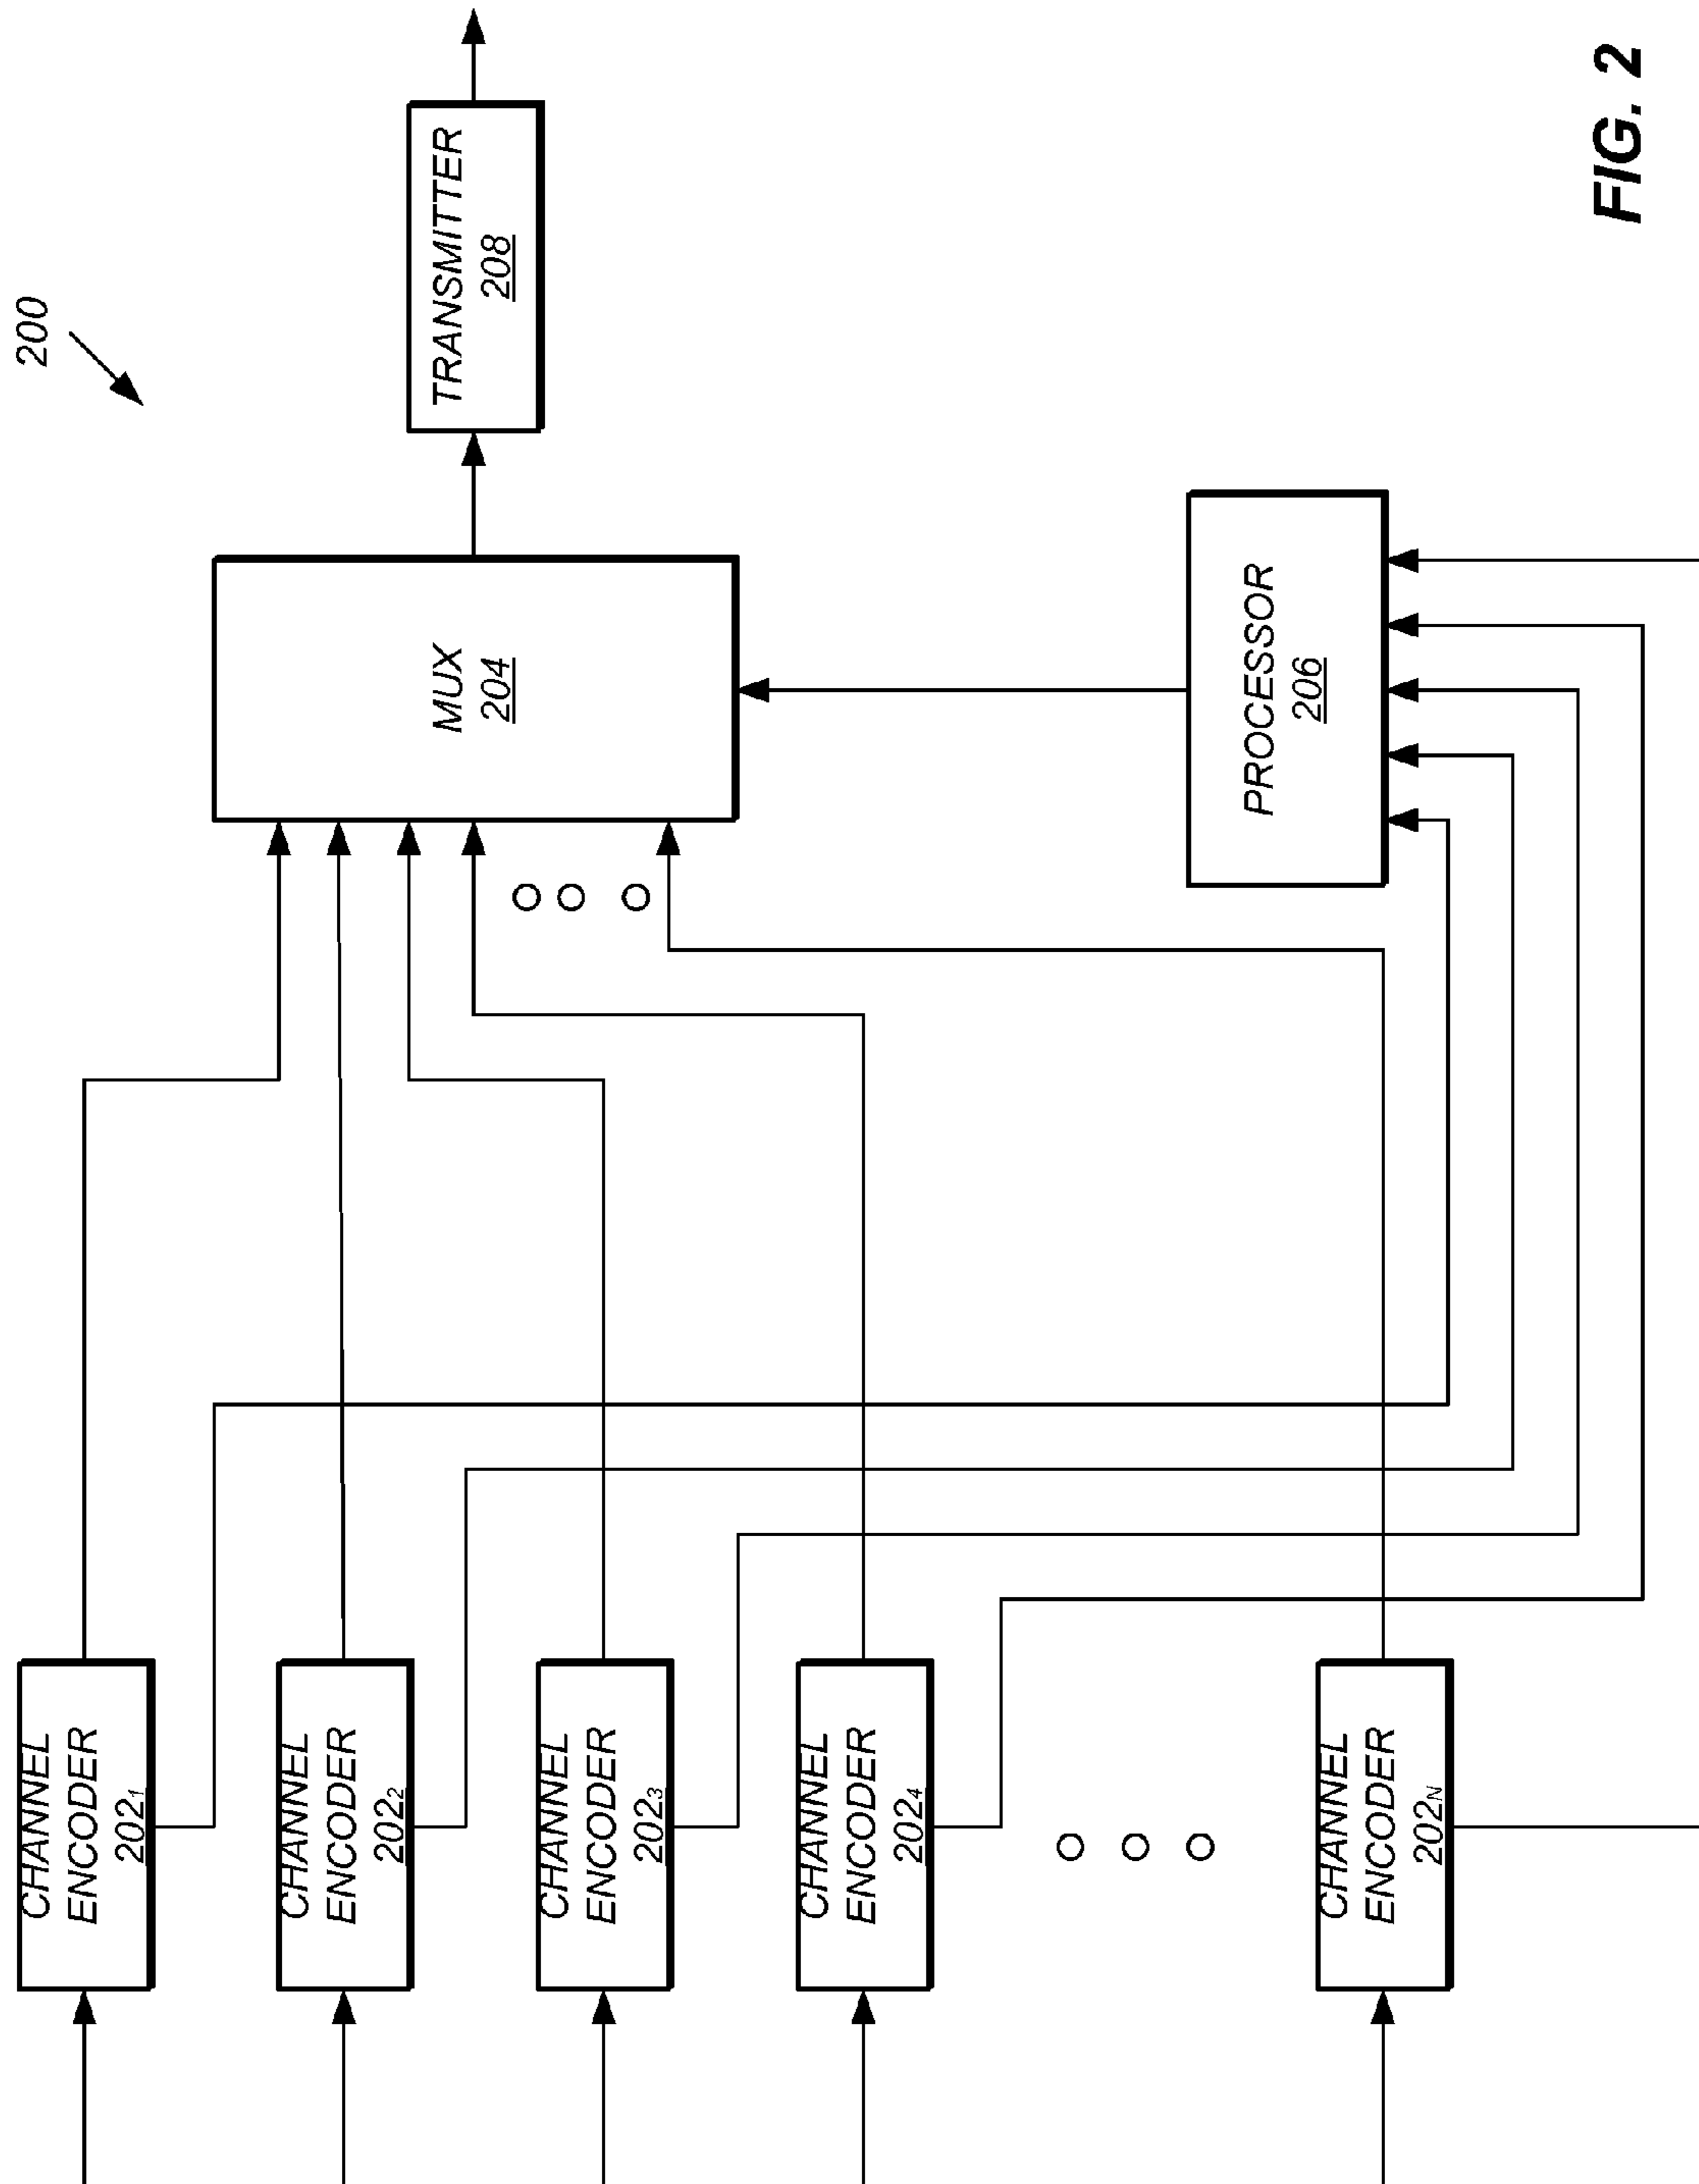 200
CHANNEL
ENCODER
202₁
CHANNEL
ENCODER
202₂
CHANNEL
ENCODER
202₃
CHANNEL
ENCODER
202₄
CHANNEL
ENCODER
202N
MUX
204
TRANSMITTER
208
PROCESSOR
206
FIG. 2